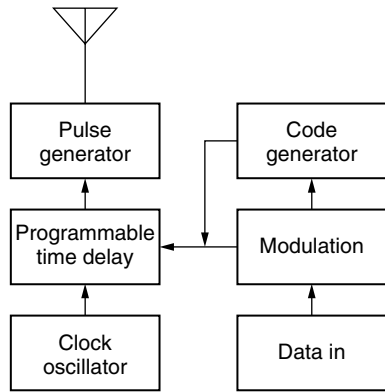 Pulse
generator
Code
generator
Programmable
time delay
Modulation
Clock
oscillator
Data in